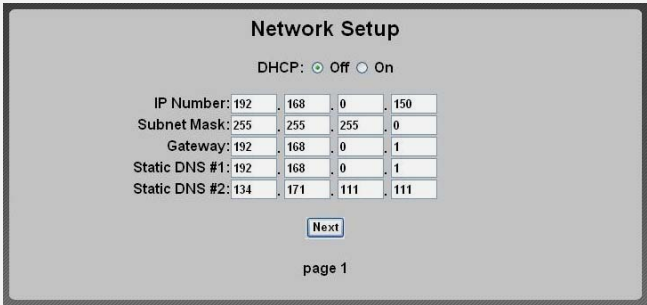 Network Setup
DHCP: Off On
IP Number: 192 . 168 . 0 . 150
Subnet Mask: 255 . 255 . 255 . 0
Gateway: 192 . 168 . 0 . 1
Static DNS #1: 192 . 168 . 0 . 1
Static DNS #2: 134 . 171 . 111 . 111
Next
page 1